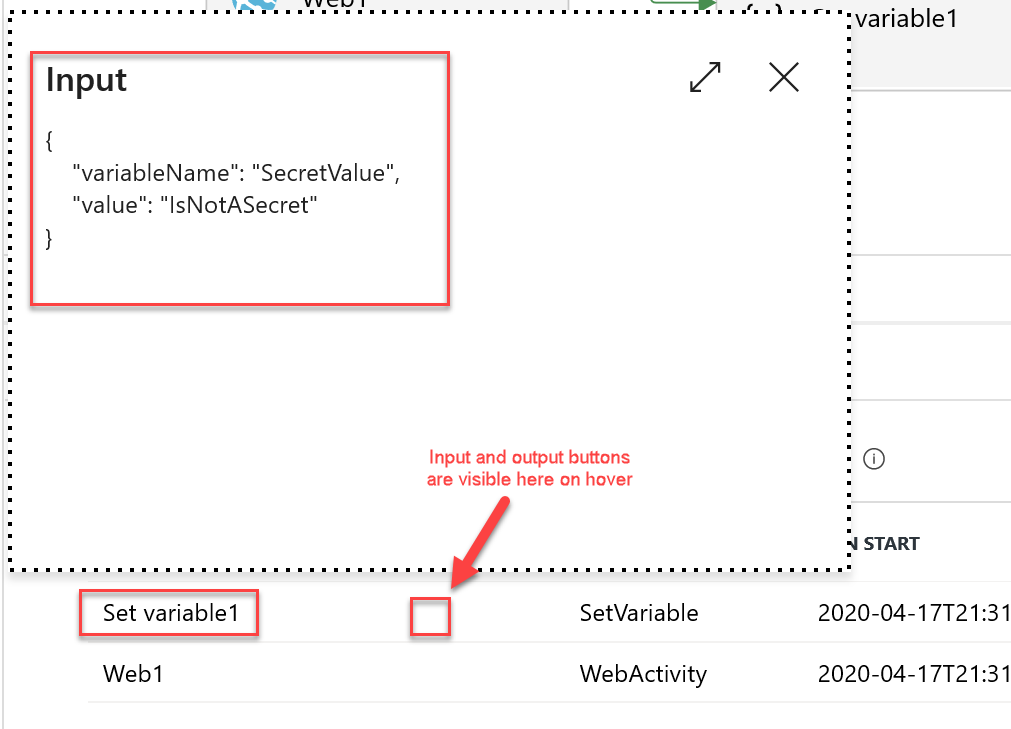 Web1
variable1
Input
{
"variableName": "SecretValue",
"value": "IsNotASecret"
}
Input and output buttons
are visible here on hover
START
Set variable1 SetVariable 2020-04-17T21:31
Web1 WebActivity 2020-04-17T21:31